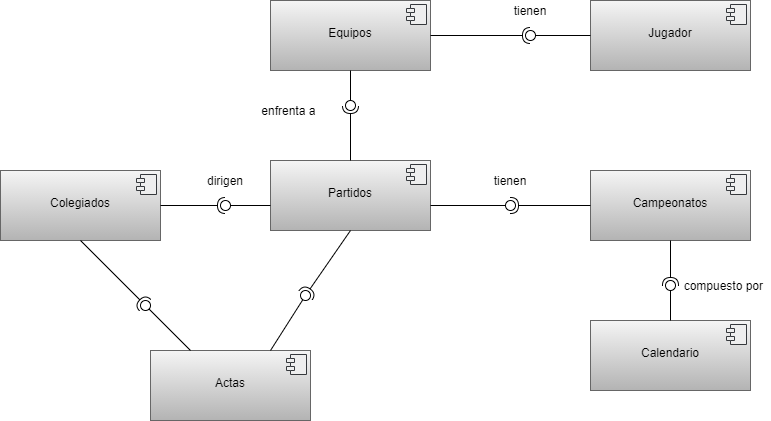 tienen
Equipos
Jugador
enfrenta a
dirigen
tienen
Partidos
Colegiados
Campeonatos
compuesto por
Calendario
Actas